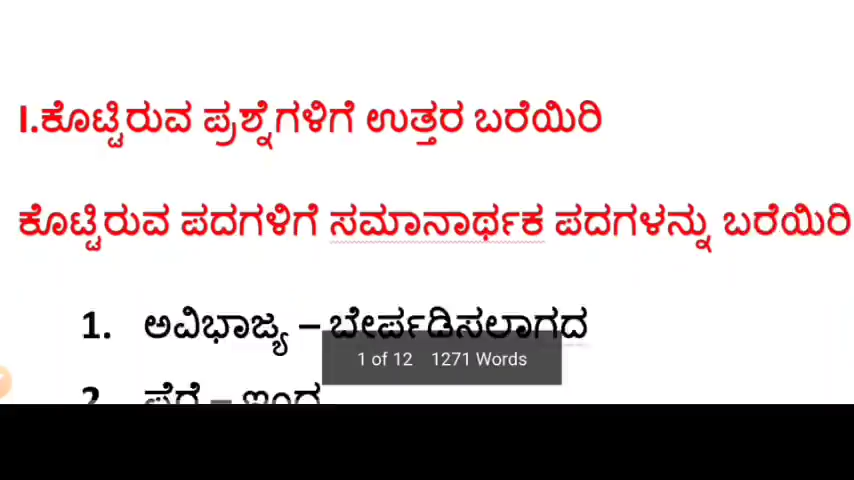 I.ಕೊಟ್ಟಿರುವ ಪ್ರಶ್ನೆಗಳಿಗೆ ಉತ್ತರ ಬರೆಯಿರಿ
ಕೊಟ್ಟಿರುವ ಪದಗಳಿಗೆ ಸಮಾನಾರ್ಥಕ ಪದಗಳನ್ನು ಬರೆಯಿರಿ
1. ಅವಿಭಾಜ್ಯ – ಬೇರ್ಪಡಿಸಲಾಗದ
1 of 12 1271 Words
2.